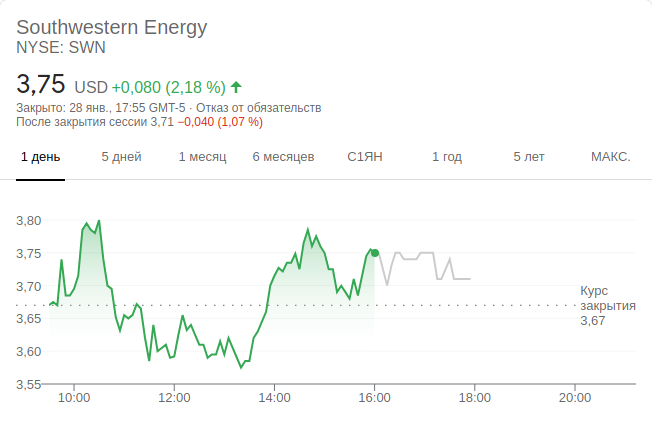 Southwestern Energy
NYSE: SWN
3,75 USD +0,080 (2,18 %)
Закрыто: 28 янв., 17:55 GMT-5 · Отказ от обязательств
После закрытия сессии 3,71 −0,040 (1,07 %)
1 день 5 дней 1 месяц 6 месяцев С1ЯН 1 год 5 лет МАКС.
3,80
3,75
3,70
3,65
3,60
3,55
Курс
закрытия
3,67
10:00 12:00 14:00 16:00 18:00 20:00